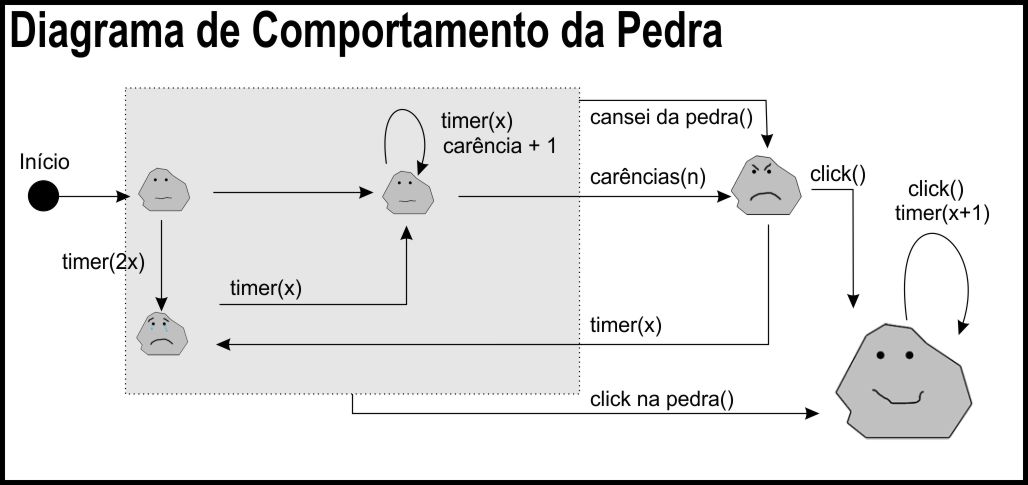 Diagrama de Comportamento da Pedra
Início
timer(x)
carência + 1
cansei da pedra()
carências(n)
click()
click()
timer(x+1)
timer(2x)
timer(x)
timer(x)
click na pedra()